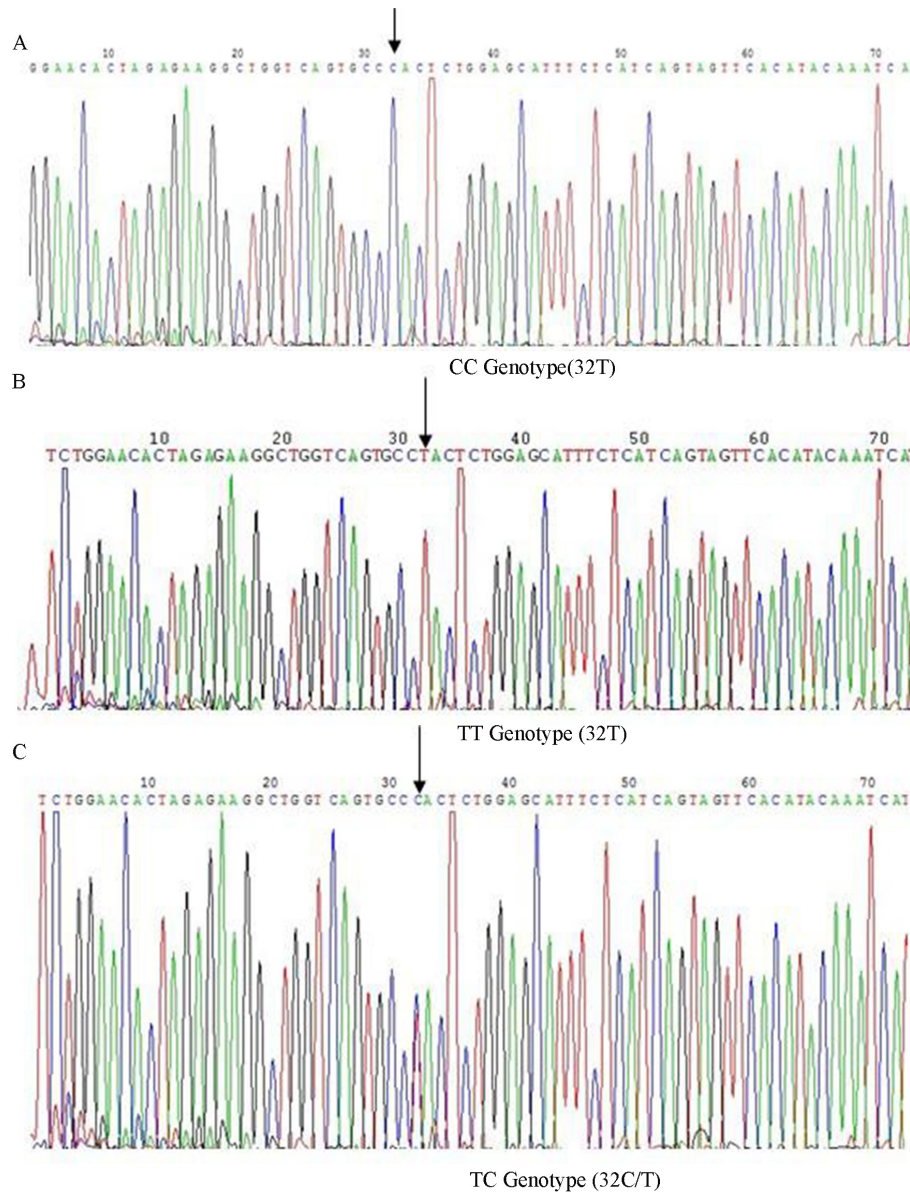 A
10 20 30 40 50 60 70
GGAACACTAGAGAAGGCTGGTCAGTGCCCACTCTGGAGCATTTCTCATCAGTAGTTCACATACAAATCA
CC Genotype(32T)
B
10 20 30 40 50 60 70
TCTGGAACACTAGAGAAGGCTGGTCAGTGCCTACTCTGGAGCATTTCTCATCAGTAGTTCACATACAAATCA
TT Genotype (32T)
C
10 20 30 40 50 60 70
TCTGGAACACTAGAGAAGGCTGGTCAGTGCCCACTCTGGAGCATTTCTCATCAGTAGTTCACATACAAATCAT
TC Genotype (32C/T)